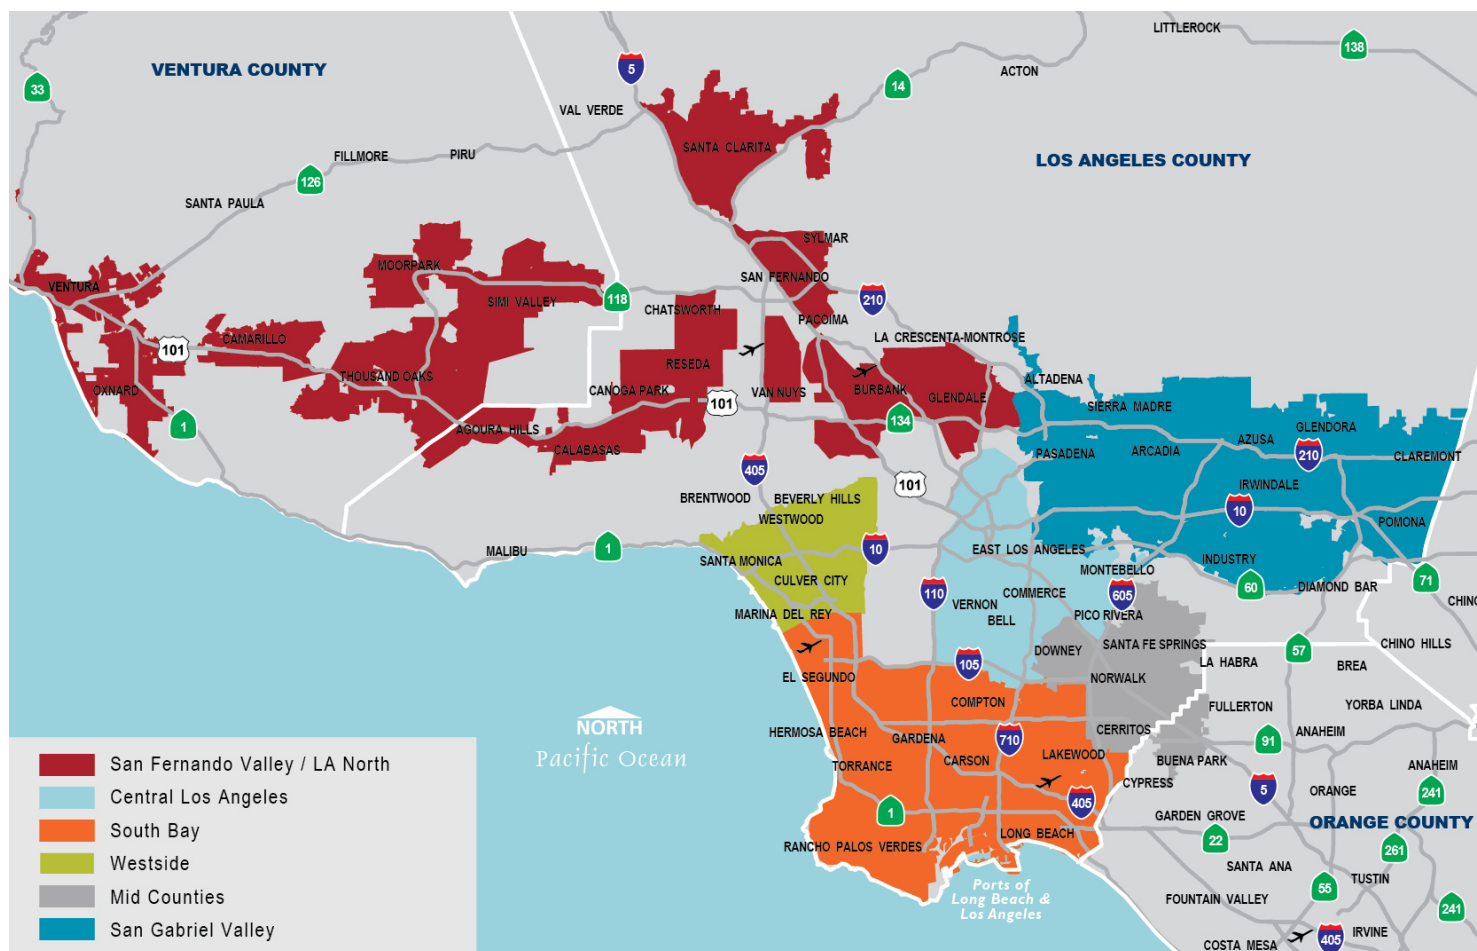 LITTLEROCK
138
VENTURA COUNTY
5
ACTON
33
14
VAL VERDE
SANTA CLARITA
FILLMORE
PIRU
LOS ANGELES COUNTY
126
SANTA PAULA
SYLMAR
MOORPARK
SAN FERNANDO
VENTURA
SIMI VALLEY
118
CHATSWORTH
210
PACOIMA
CAMARILLO
LA CRESCENTA-MONTROSE
101
RESEDA
THOUSAND OAKS
ALTADENA
OXNARD
CANOGA PARK
VAN NUYS
BURBANK
GLENDALE
101
SIERRA MADRE
1
134
AGOURA HILLS
GLENDORA
AZUSA
CALABASAS
PASADENA
ARCADIA
210
CLAREMONT
405
101
IRWINDALE
BRENTWOOD
BEVERLY HILLS
10
WESTWOOD
POMONA
MALIBU
1
10
EAST LOS ANGELES
SANTA MONICA
INDUSTRY
MONTEBELLO
CULVER CITY
110
COMMERCE
605
60
DIAMOND BAR
71
VERNON
CHINO
MARINA DEL REY
BELL
PICO RIVERA
DOWNEY
SANTA FE SPRINGS
57
CHINO HILLS
105
LA HABRA
BREA
EL SEGUNDO
NORWALK
COMPTON
FULLERTON
YORBA LINDA
NORTH
Pacific Ocean
HERMOSA BEACH
GARDENA
710
CERRITOS
91
ANAHEIM
LAKEWOOD
CARSON
BUENA PARK
TORRANCE
ANAHEIM
CYPRESS
5
ORANGE
241
405
1
GARDEN GROVE
ORANGE COUNTY
LONG BEACH
22
RANCHO PALOS VERDES
261
SANTA ANA
TUSTIN
Ports of
Long Beach &
Los Angeles
55
FOUNTAIN VALLEY
241
COSTA MESA
405
IRVINE
San Fernando Valley / LA North
Central Los Angeles
South Bay
Westside
Mid Counties
San Gabriel Valley